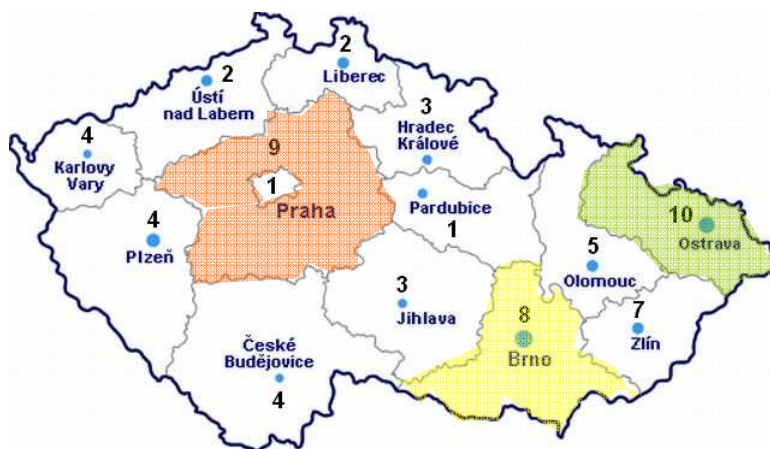 2
Liberec
2
Ústí
nad Labem
3
Hradec
Králové
4
Karlovy
Vary
9
1
Praha
Pardubice
1
4
Plzeň
10
Ostrava
5
Olomouc
3
Jihlava
8
Brno
7
Zlín
České
Budějovice
4